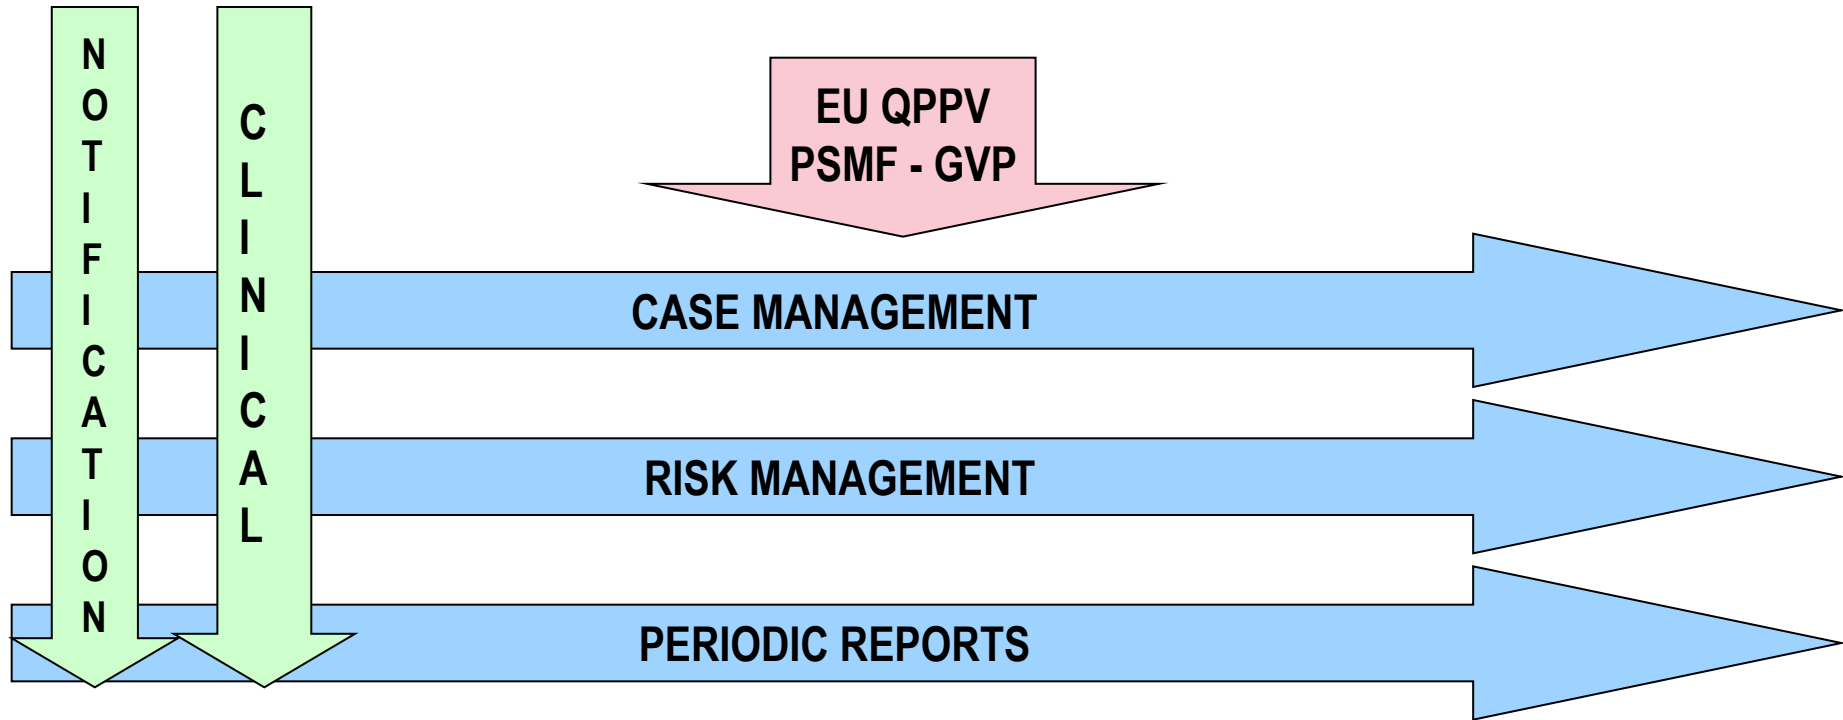 NOTIFICATION
CLINICAL
EU QPPV
PSMF - GVP
CASE MANAGEMENT
RISK MANAGEMENT
PERIODIC REPORTS